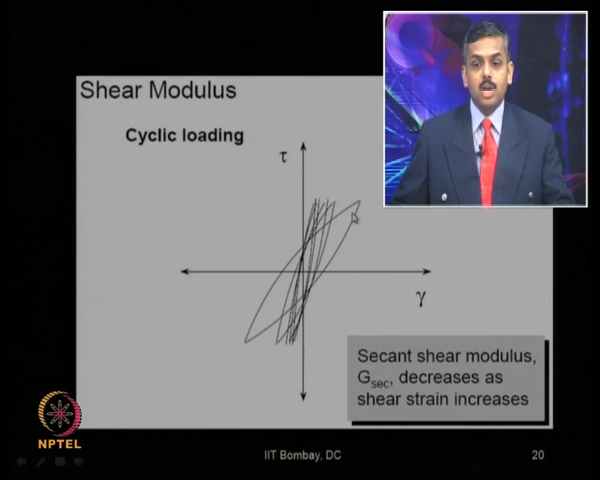 Shear Modulus
Cyclic loading
τ
γ
Secant shear modulus,
Gsec, decreases as
shear strain increases
NPTEL
IIT Bombay, DC
20